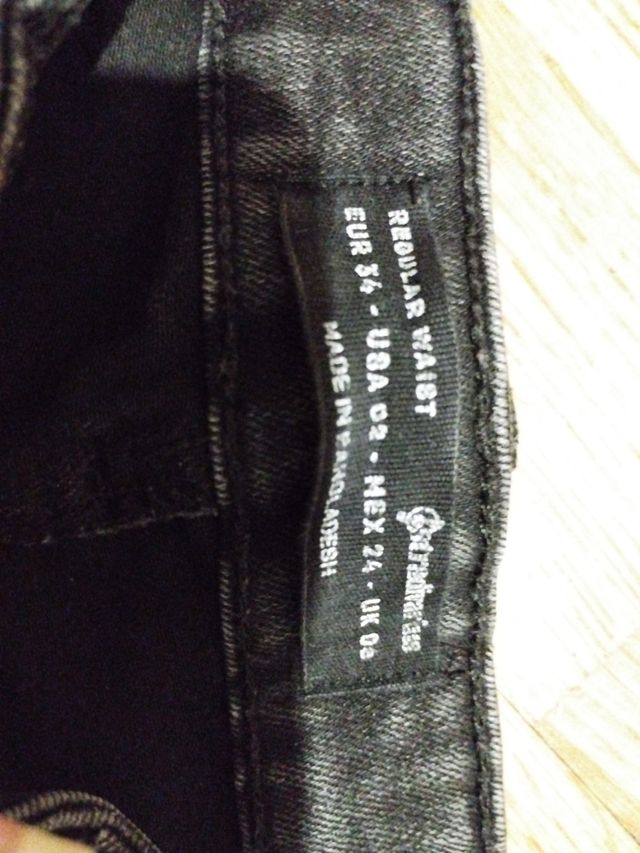 REGULAR WAIST
Stradivarius
EUR 34 - USA 02 - MEX 24 - UK 06
MADE IN BANGLADESH